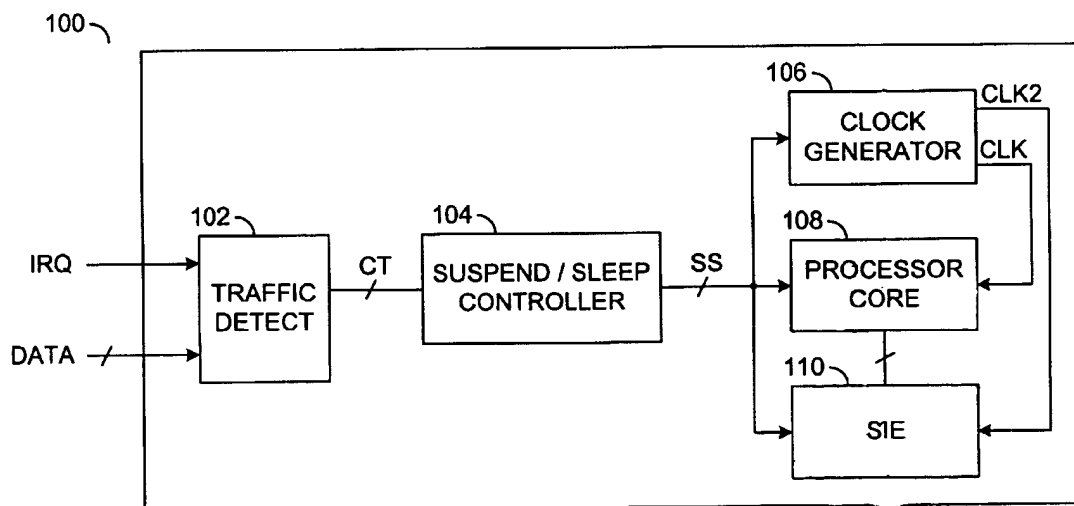 100
106
CLK2
CLOCK
GENERATOR
CLK
102
104
108
IRQ
CT
SS
TRAFFIC
DETECT
SUSPEND / SLEEP
CONTROLLER
PROCESSOR
CORE
DATA
110
SIE